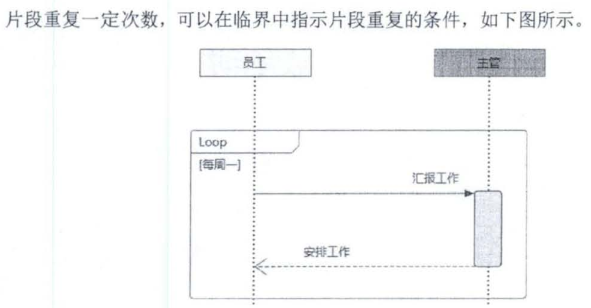 片段重复一定次数，可以在临界中指示片段重复的条件，如下图所示。
员工
主管
Loop
[每周一]
汇报工作
安排工作